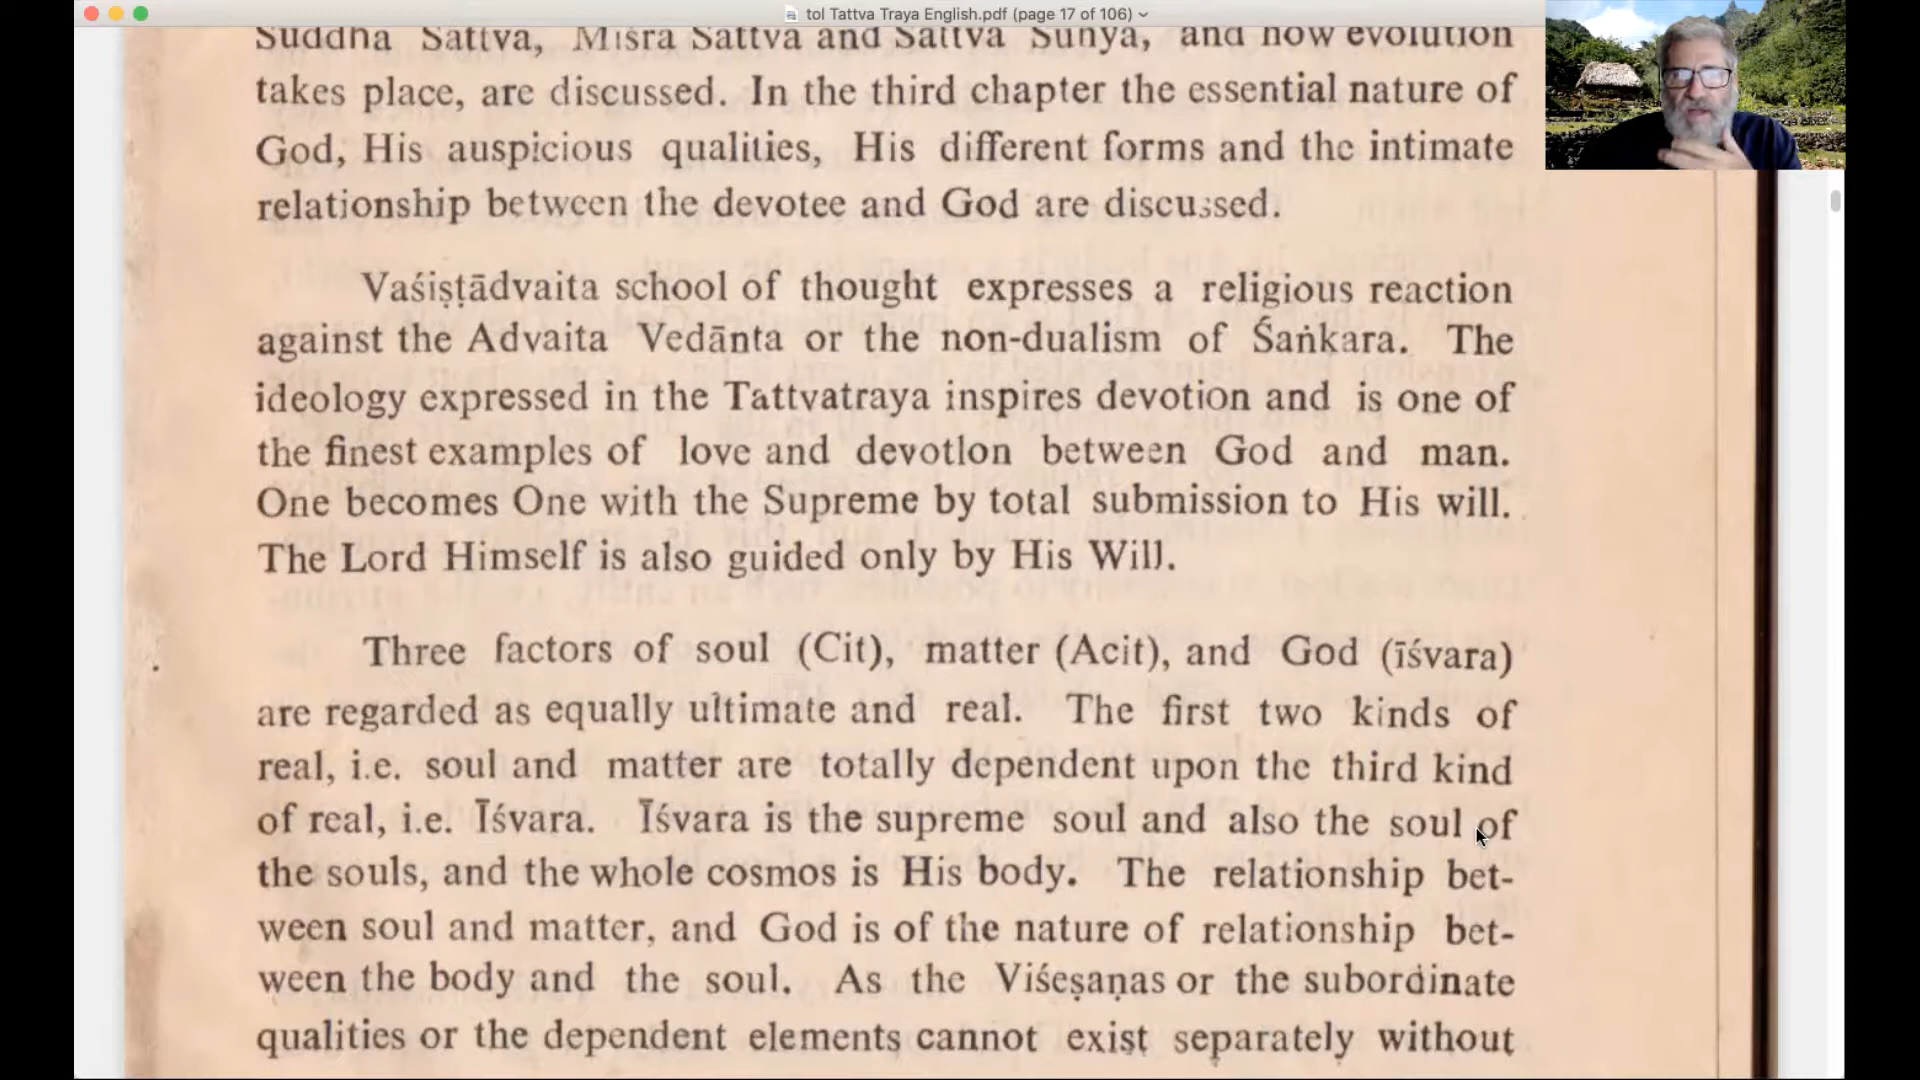 tol Tattva Traya English.pdf (page 17 of 106)
Suddha Sattva, Miśra Sattva and Sattva Sunya, and how evolution
takes place, are discussed. In the third chapter the essential nature of
God, His auspicious qualities, His different forms and the intimate
relationship between the devotee and God are discussed.
Vaśiṣṭādvaita school of thought expresses a religious reaction
against the Advaita Vedānta or the non-dualism of Śaṅkara. The
ideology expressed in the Tattvatraya inspires devotion and is one of
the finest examples of love and devotlon between God and man.
One becomes One with the Supreme by total submission to His will.
The Lord Himself is also guided only by His Will.
Three factors of soul (Cit), matter (Acit), and God (īśvara)
are regarded as equally ultimate and real. The first two kinds of
real, i.e. soul and matter are totally dependent upon the third kind
of real, i.e. Īśvara. Īśvara is the supreme soul and also the soul of
the souls, and the whole cosmos is His body. The relationship bet-
ween soul and matter, and God is of the nature of relationship bet-
ween the body and the soul. As the Viśeṣaṇas or the subordinate
qualities or the dependent elements cannot exist separately without